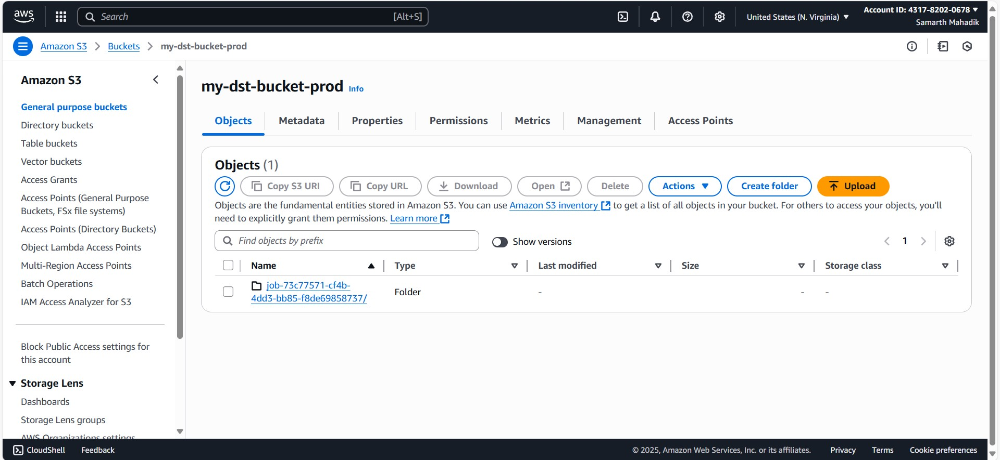 aws
Search
[Alt+S]
United States (N. Virginia)
Account ID: 4317-8202-0678
Samarth Mahadik
Amazon S3
Buckets
my-dst-bucket-prod
Amazon S3
General purpose buckets
Directory buckets
Table buckets
Vector buckets
Access Grants
Access Points (General Purpose
Buckets, FSx file systems)
Access Points (Directory Buckets)
Object Lambda Access Points
Multi-Region Access Points
Batch Operations
IAM Access Analyzer for S3
Block Public Access settings for
this account
Storage Lens
Dashboards
Storage Lens groups
AWS Organizations settings
my-dst-bucket-prod Info
Objects
Metadata
Properties
Permissions
Metrics
Management
Access Points
Objects (1)
Copy S3 URI
Copy URL
Download
Open
Delete
Actions
Create folder
Upload
Objects are the fundamental entities stored in Amazon S3. You can use Amazon S3 inventory to get a list of all objects in your bucket. For others to access your objects, you'll
need to explicitly grant them permissions. Learn more
Find objects by prefix
Show versions
1
Name
Type
Last modified
Size
Storage class
job-73c77571-cf4b-
4dd3-bb85-f8de69858737/
Folder
-
-
-
CloudShell
Feedback
© 2025, Amazon Web Services, Inc. or its affiliates.
Privacy
Terms
Cookie preferences